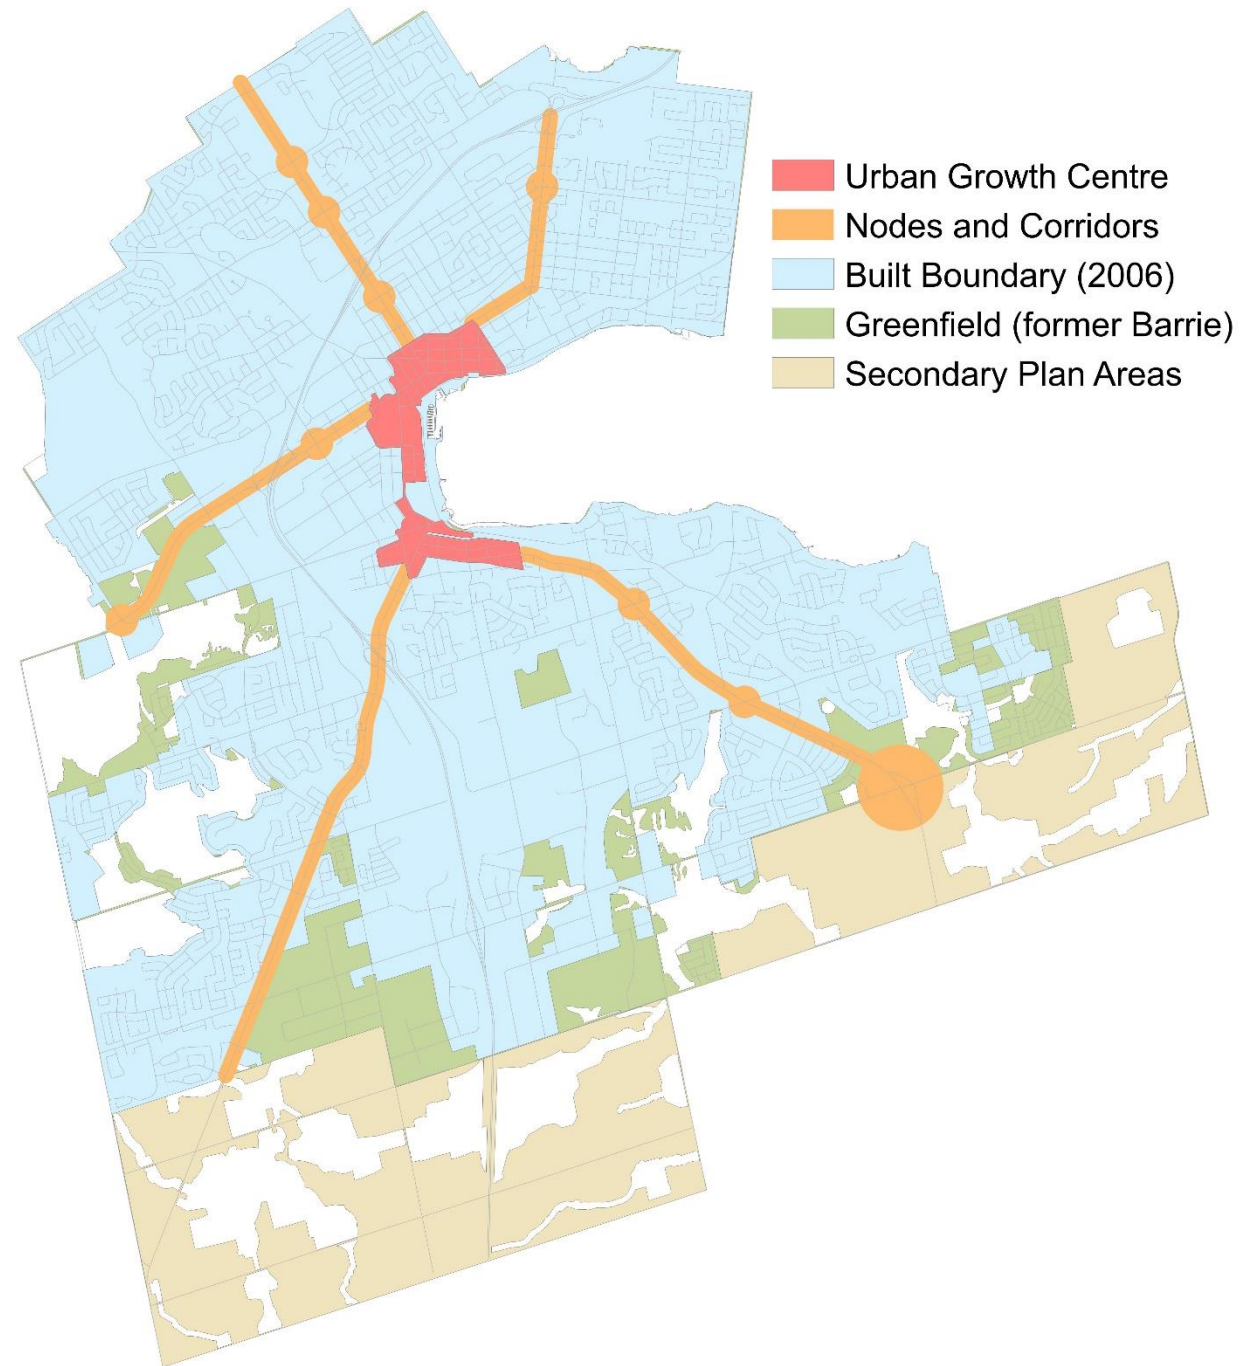 Urban Growth Centre
Nodes and Corridors
Built Boundary (2006)
Greenfield (former Barrie)
Secondary Plan Areas